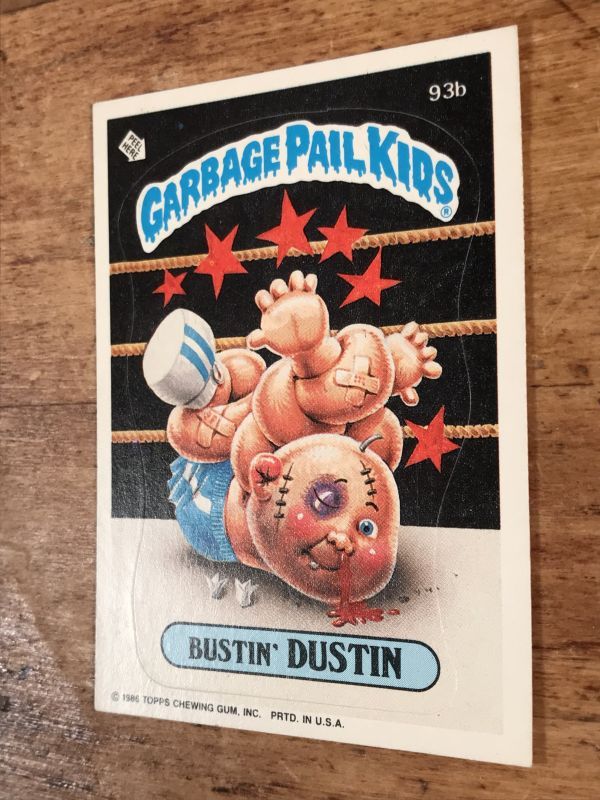 93b
PEEL
HERE
GARBAGE PAIL KIDS®
BUSTIN' DUSTIN
© 1986 TOPPS CHEWING GUM, INC. PRTD. IN U.S.A.